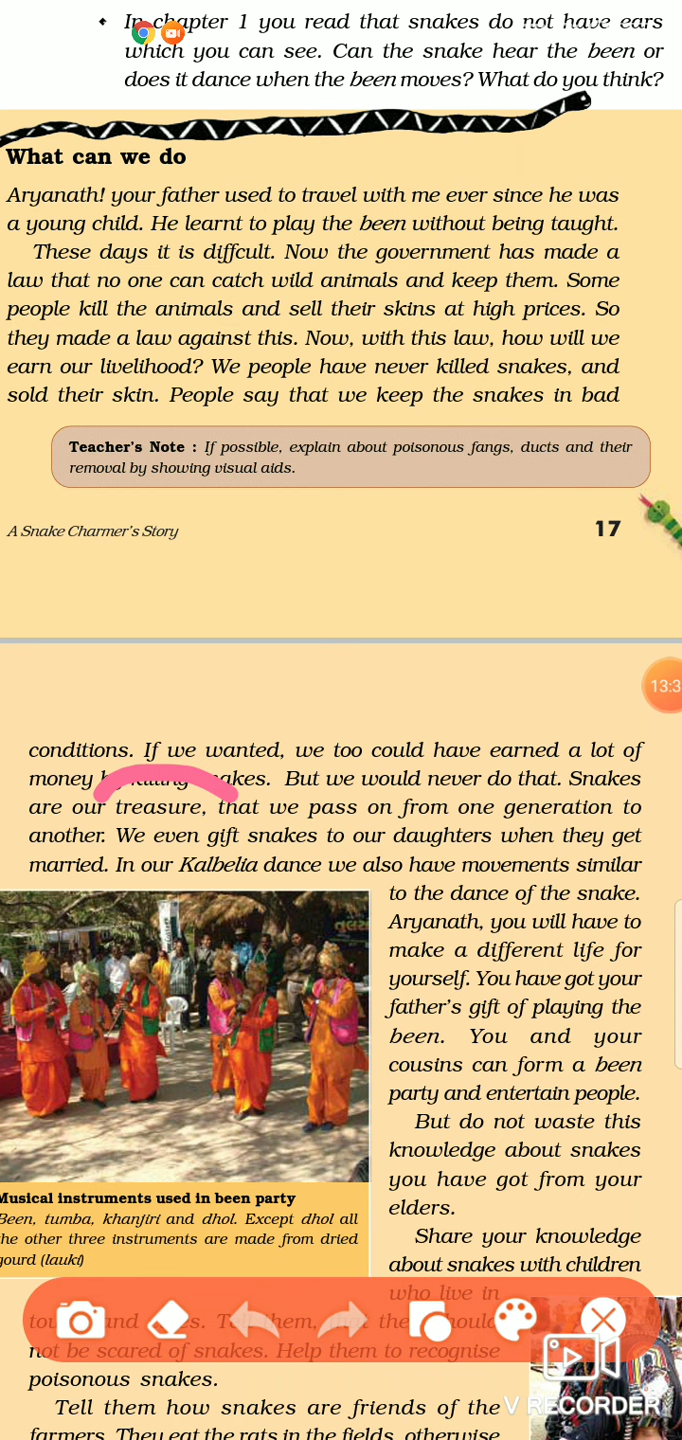 In chapter 1 you read that snakes do not have ears
which you can see. Can the snake hear the been or
does it dance when the been moves? What do you think?
What can we do
Aryanath! your father used to travel with me ever since he was
a young child. He learnt to play the been without being taught.
These days it is diffcult. Now the government has made a
law that no one can catch wild animals and keep them. Some
people kill the animals and sell their skins at high prices. So
they made a law against this. Now, with this law, how will we
earn our livelihood? We people have never killed snakes, and
sold their skin. People say that we keep the snakes in bad
Teacher's Note : If possible, explain about poisonous fangs, ducts and their
removal by showing visual aids.
A Snake Charmer's Story
17
13:3
conditions. If we wanted, we too could have earned a lot of
money by killing snakes. But we would never do that. Snakes
are our treasure, that we pass on from one generation to
another. We even gift snakes to our daughters when they get
married. In our Kalbelia dance we also have movements similar
to the dance of the snake.
Aryanath, you will have to
make a different life for
yourself. You have got your
father's gift of playing the
been. You and your
cousins can form a been
party and entertain people.
But do not waste this
knowledge about snakes
you have got from your
elders.
Share your knowledge
about snakes with children
who live in
Musical instruments used in been party
Been, tumba, khanjiri and dhol. Except dhol all
the other three instruments are made from dried
gourd (lauki)
and Tell them, should
not be scared of snakes. Help them to recognise
poisonous snakes.
Tell them how snakes are friends of the
farmers. They eat the rats in the fields, otherwise
V RECORDER